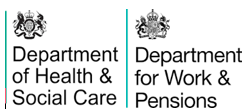 Department
of Health &
Social Care
Department
for Work &
Pensions